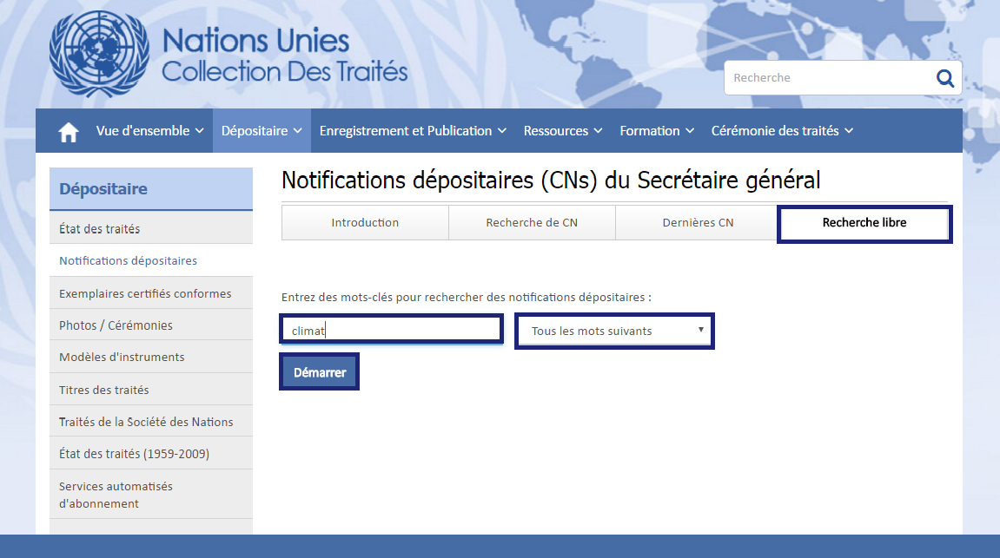 Nations Unies
Collection Des Traités
Recherche
Vue d'ensemble Dépositaire Enregistrement et Publication Ressources Formation Cérémonie des traités
Dépositaire
État des traités
Notifications dépositaires
Exemplaires certifiés conformes
Photos / Cérémonies
Modèles d'instruments
Titres des traités
Traités de la Société des Nations
État des traités (1959-2009)
Services automatisés
d'abonnement
Notifications dépositaires (CNs) du Secrétaire général
Introduction Recherche de CN Dernières CN Recherche libre
Entrez des mots-clés pour rechercher des notifications dépositaires :
climat Tous les mots suivants
Démarrer